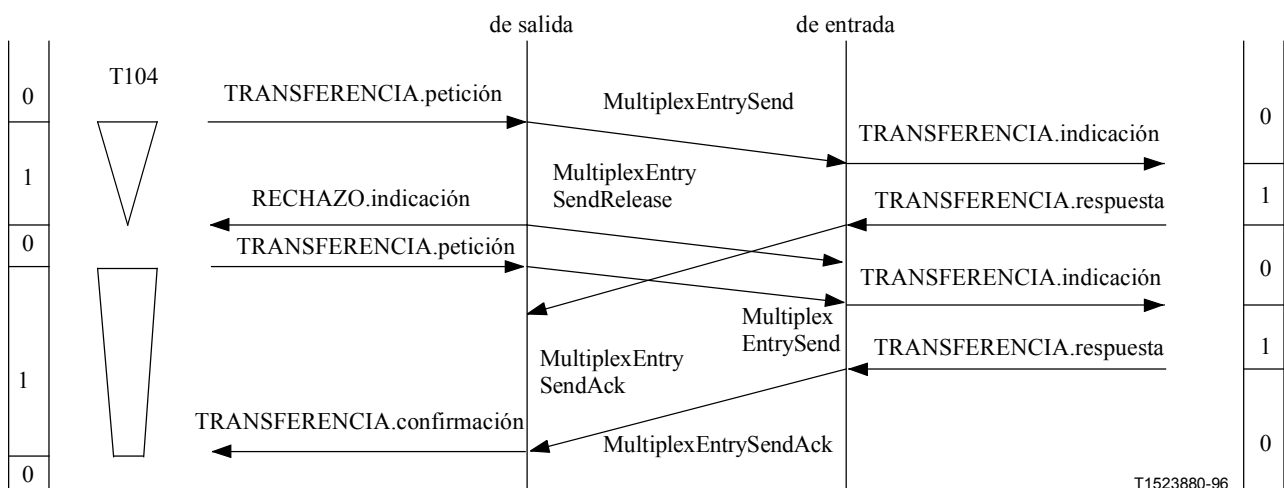 de salida
de entrada
T104
0
TRANSFERENCIA.petición
MultiplexEntrySend
0
TRANSFERENCIA.indicación
1
MultiplexEntry
SendRelease
RECHAZO.indicación
TRANSFERENCIA.respuesta
1
0
TRANSFERENCIA.petición
TRANSFERENCIA.indicación
0
Multiplex
EntrySend
TRANSFERENCIA.respuesta
1
MultiplexEntry
SendAck
1
TRANSFERENCIA.confirmación
MultiplexEntrySendAck
0
0
T1523880-96